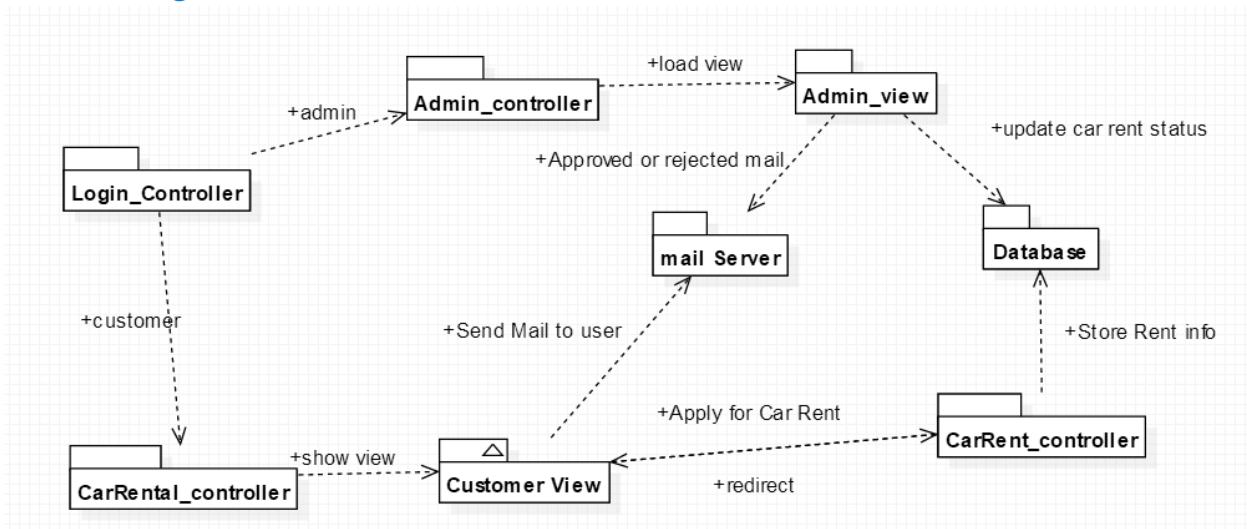 +load view
Admin_controller
Admin_view
+admin
+update car rent status
+Approved or rejected mail
Login_Controller
mail Server
Database
+customer
+Send Mail to user
+Store Rent info
+Apply for Car Rent
CarRent_controller
+show view
CarRental_controller
Customer View
+redirect